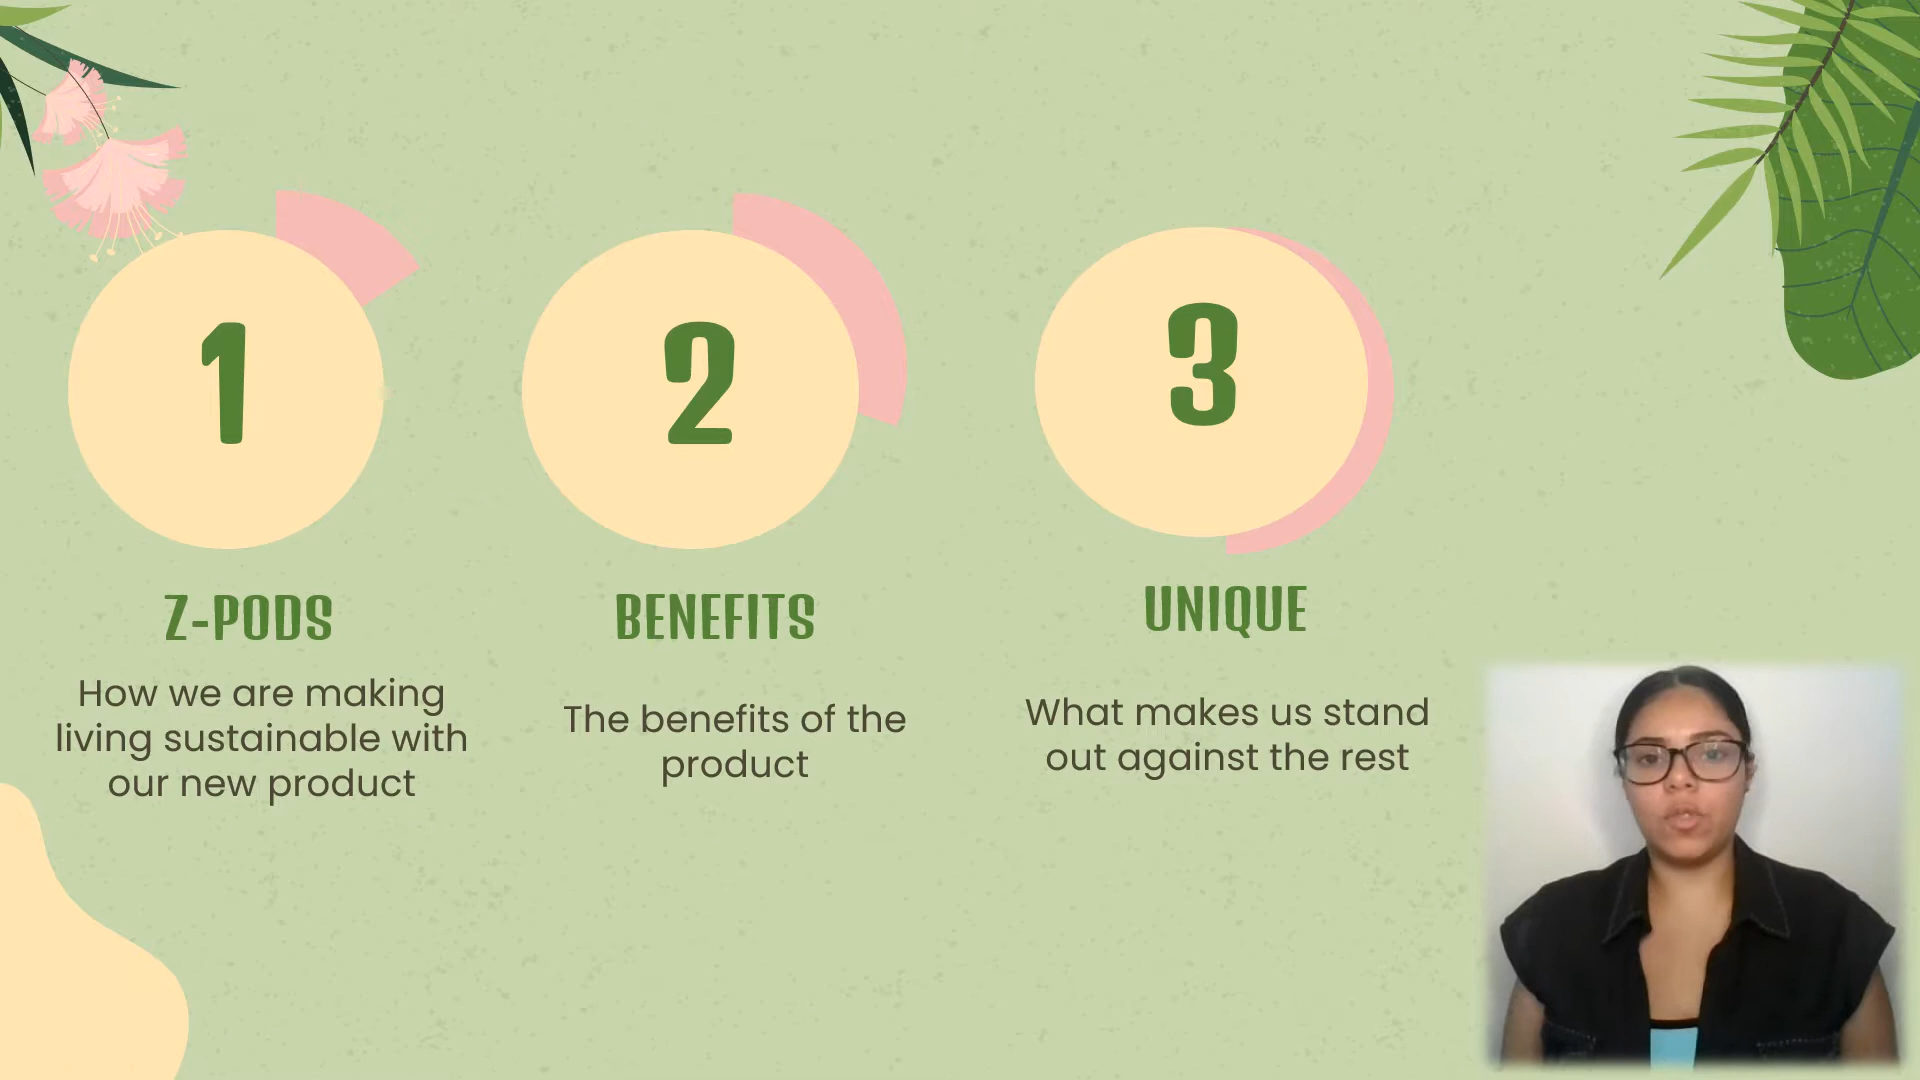 1
Z-PODS
How we are making
living sustainable with
our new product
2
BENEFITS
The benefits of the
product
3
UNIQUE
What makes us stand
out against the rest